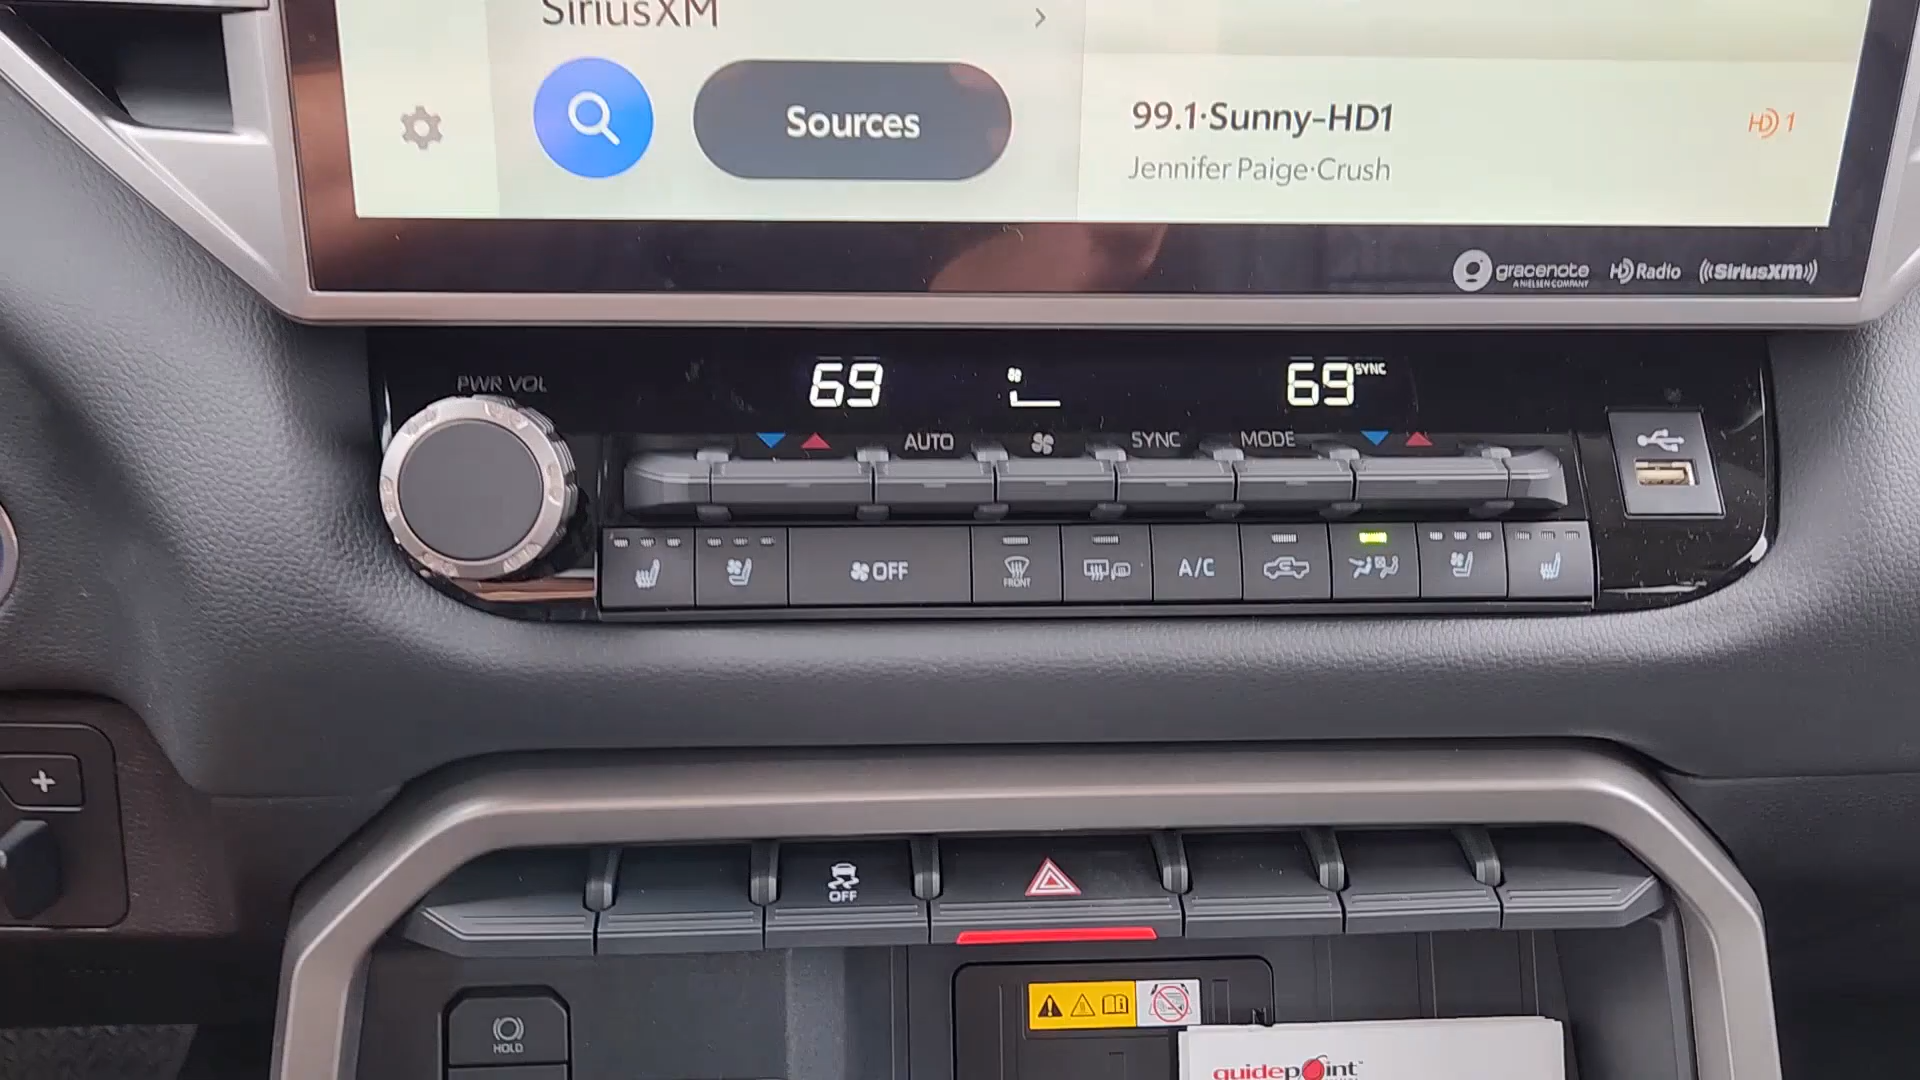 SiriusXM
Sources
99.1·Sunny-HD1
Jennifer Paige·Crush
HD 1
gracenote
A NIELSEN COMPANY
HD Radio
SiriusXM
PWR VOL
69
69 SYNC
AUTO
SYNC
MODE
OFF
FRONT
A/C
OFF
HOLD
guidepoint